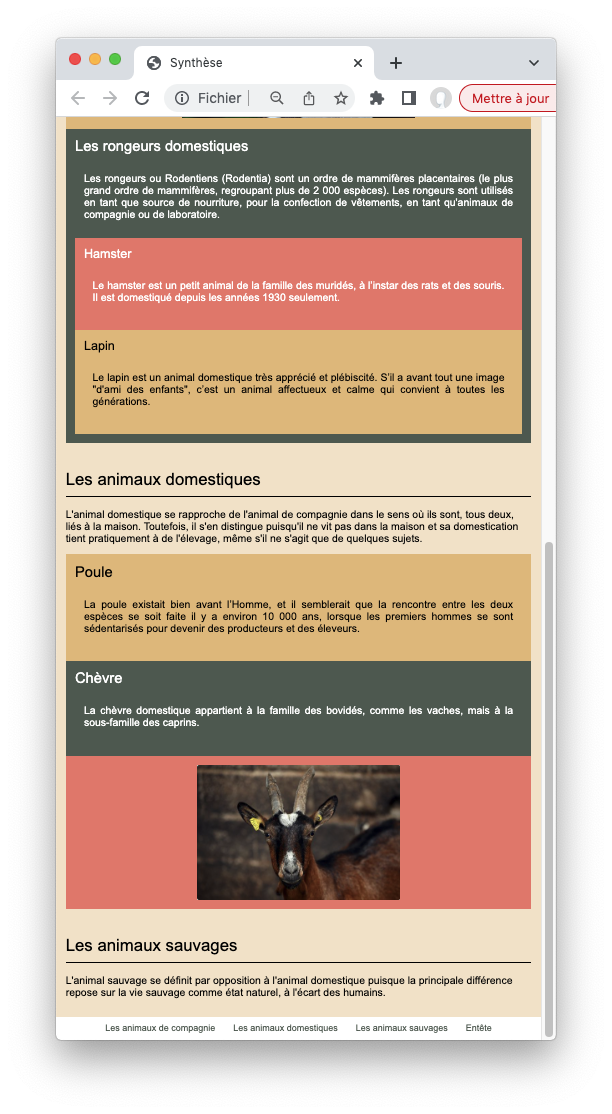 Synthèse
Fichier
Mettre à jour
Les rongeurs domestiques
Les rongeurs ou Rodentiens (Rodentia) sont un ordre de mammifères placentaires (le plus
grand ordre de mammifères, regroupant plus de 2 000 espèces). Les rongeurs sont utilisés
en tant que source de nourriture, pour la confection de vêtements, en tant qu'animaux de
compagnie ou de laboratoire.
Hamster
Le hamster est un petit animal de la famille des muridés, à l'instar des rats et des souris.
Il est domestiqué depuis les années 1930 seulement.
Lapin
Le lapin est un animal domestique très apprécié et plébiscité. S'il a avant tout une image
"d'ami des enfants", c'est un animal affectueux et calme qui convient à toutes les
générations.
Les animaux domestiques
L'animal domestique se rapproche de l'animal de compagnie dans le sens où ils sont, tous deux,
liés à la maison. Toutefois, il s'en distingue puisqu'il ne vit pas dans la maison et sa domestication
tient pratiquement à de l'élevage, même s'il ne s'agit que de quelques sujets.
Poule
La poule existait bien avant l'Homme, et il semblerait que la rencontre entre les deux
espèces se soit faite il y a environ 10 000 ans, lorsque les premiers hommes se sont
sédentarisés pour devenir des producteurs et des éleveurs.
Chèvre
La chèvre domestique appartient à la famille des bovidés, comme les vaches, mais à la
sous-famille des caprins.
Les animaux sauvages
L'animal sauvage se définit par opposition à l'animal domestique puisque la principale différence
repose sur la vie sauvage comme état naturel, à l'écart des humains.
Les animaux de compagnie Les animaux domestiques Les animaux sauvages Entête